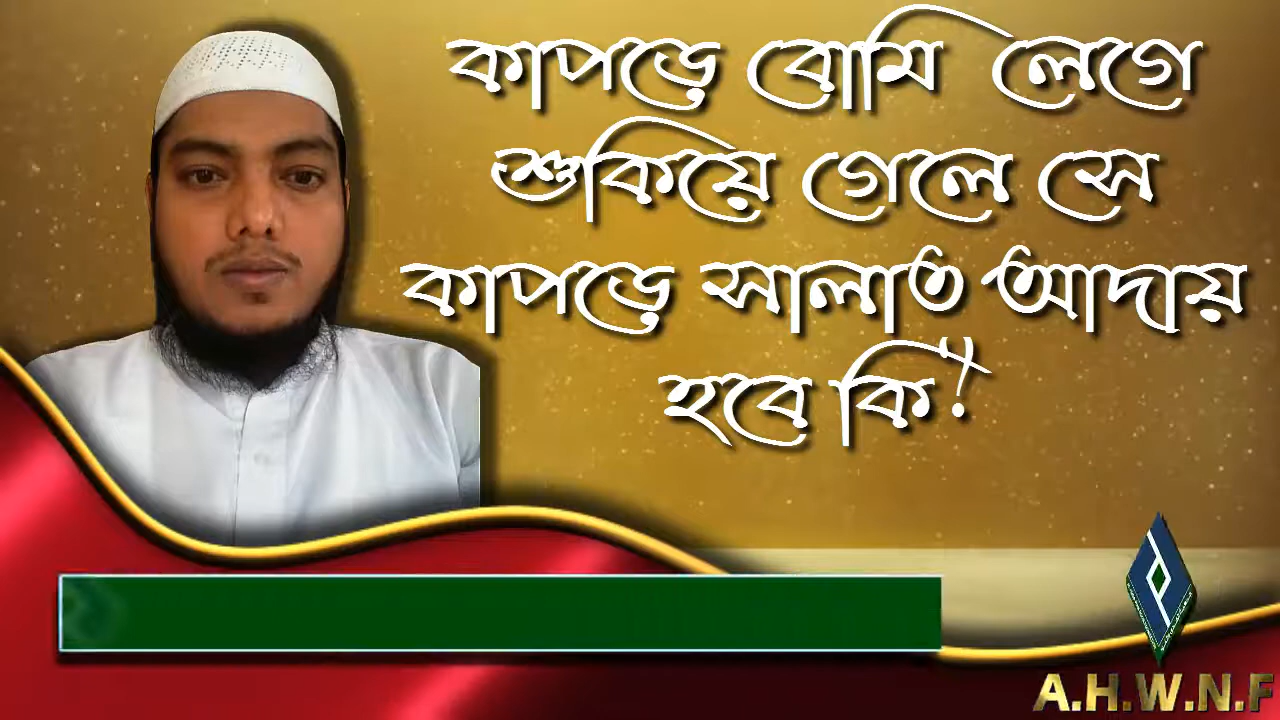 কাপড়ে বোমি লেগে
শুকিয়ে গেলে সে
কাপড়ে সালাত আদায়
হবে কি?
A.H.W.N.F